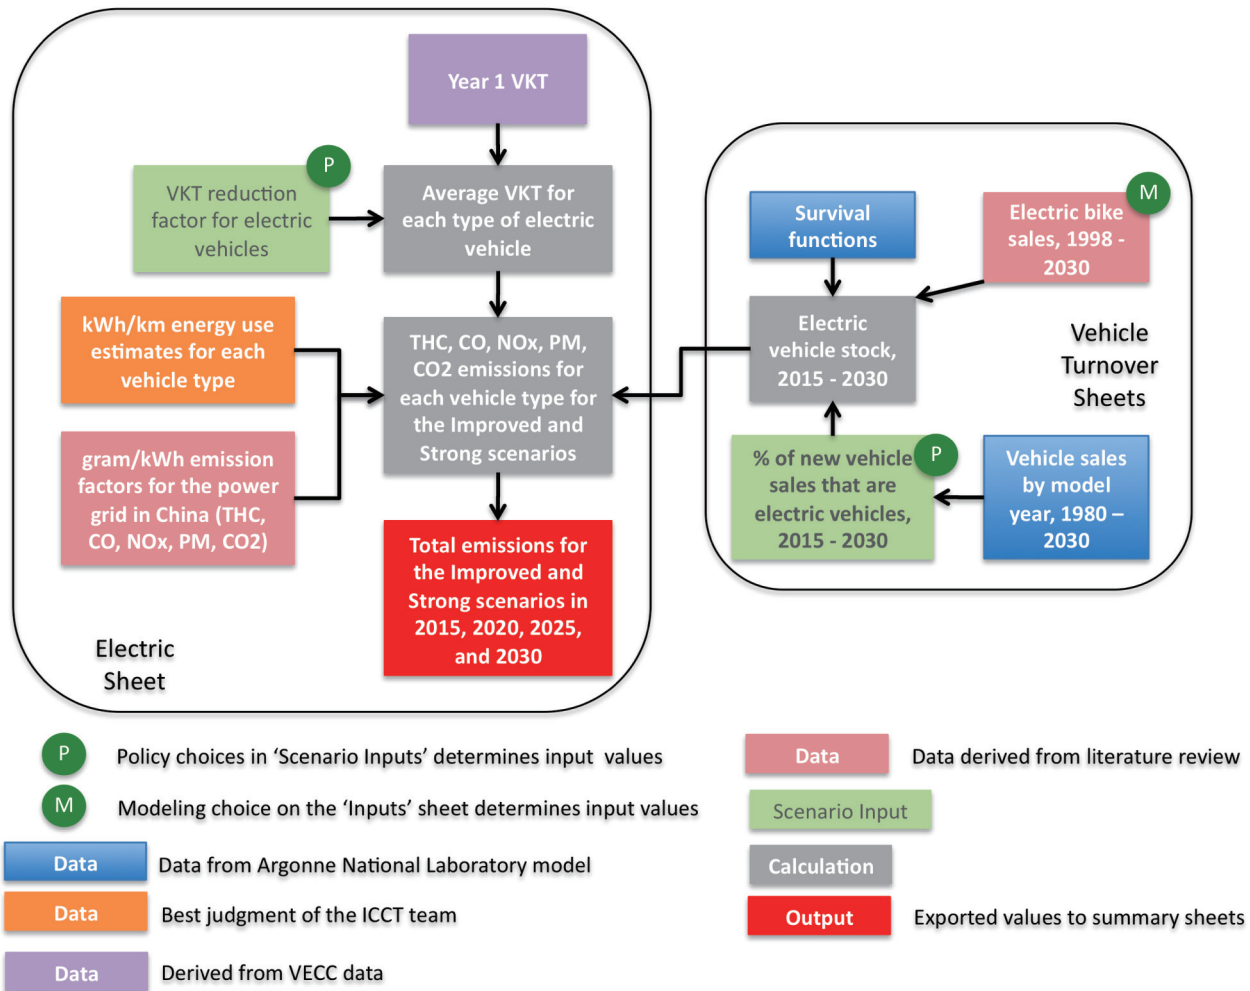 Year 1 VKT
P
VKT reduction
factor for electric
vehicles
Average VKT for
each type of electric
vehicle
kWh/km energy use
estimates for each
vehicle type
THC, CO, NOx, PM,
CO2 emissions for
each vehicle type for
the Improved and
Strong scenarios
gram/kWh emission
factors for the power
grid in China (THC,
CO, NOx, PM, CO2)
Total emissions for
the Improved and
Strong scenarios in
2015, 2020, 2025,
and 2030
Electric
Sheet
Survival
functions
M
Electric bike
sales, 1998 -
2030
Electric
vehicle stock,
2015 - 2030
Vehicle
Turnover
Sheets
P
% of new vehicle
sales that are
electric vehicles,
2015 - 2030
Vehicle sales
by model
year, 1980 –
2030
P
Policy choices in ‘Scenario Inputs’ determines input values
M
Modeling choice on the ‘Inputs’ sheet determines input values
Data
Data from Argonne National Laboratory model
Data
Best judgment of the ICCT team
Data
Derived from VECC data
Data
Data derived from literature review
Scenario Input
Calculation
Output
Exported values to summary sheets